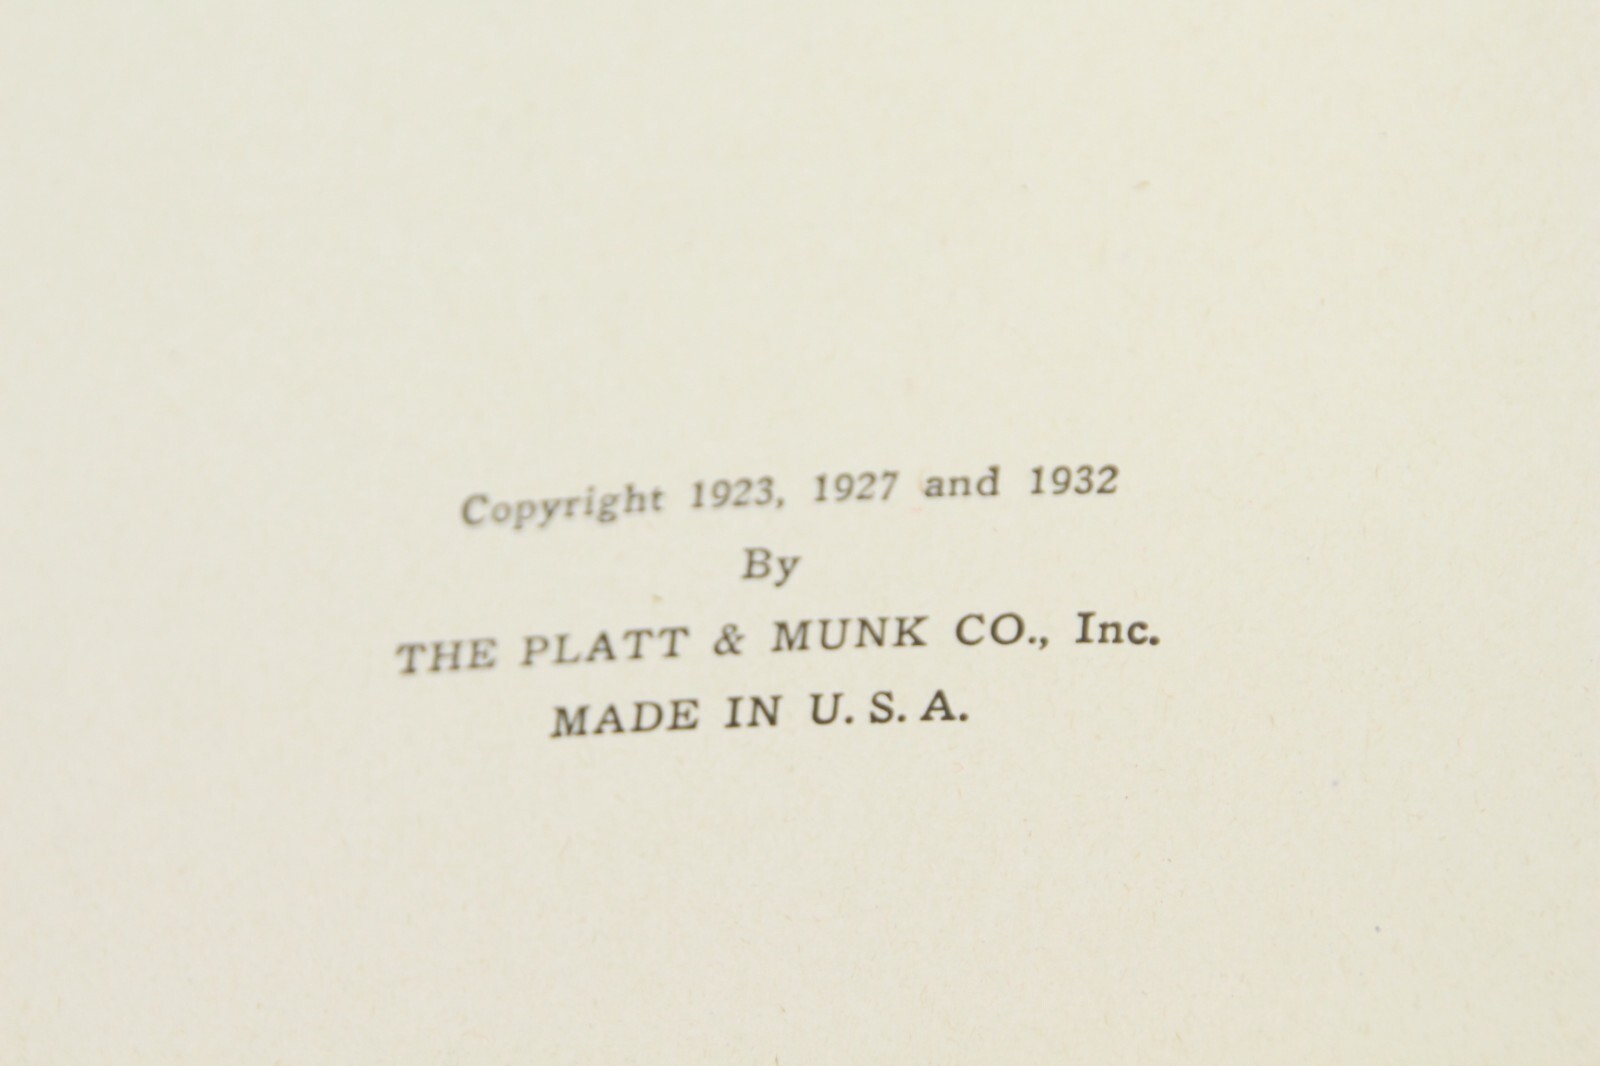 Copyright 1923, 1927 and 1932
By
THE PLATT & MUNK CO., Inc.
MADE IN U. S. A.